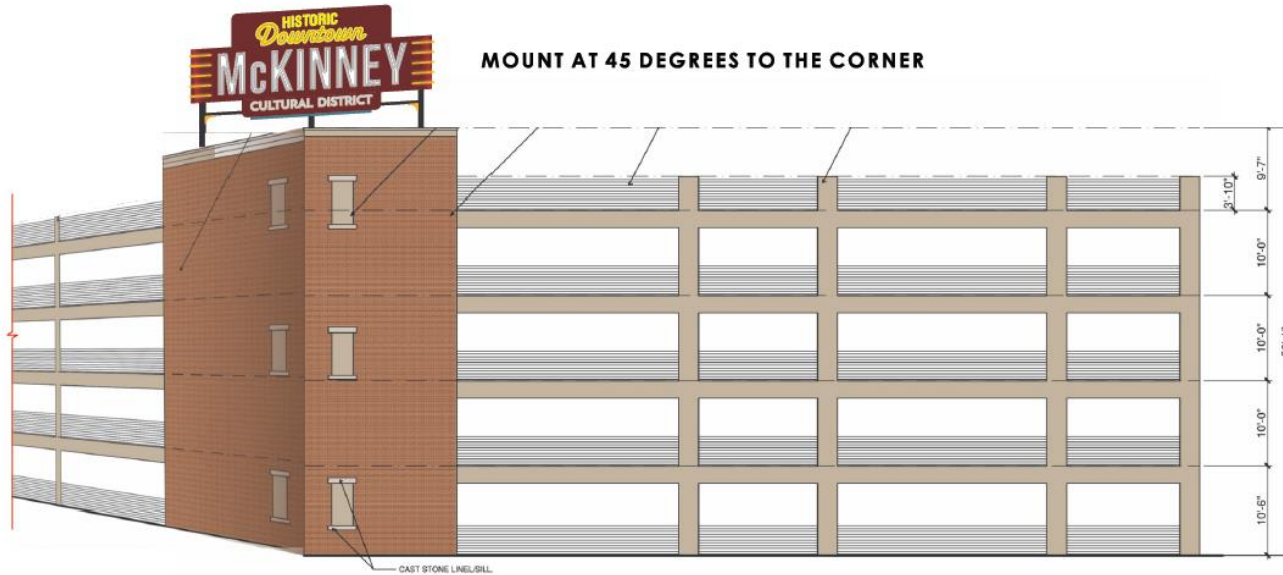 HISTORIC
Downtown
McKINNEY
CULTURAL DISTRICT
MOUNT AT 45 DEGREES TO THE CORNER
9'-7"
3'-10"
10'-0"
10'-0"
10'-0"
10'-6"
CAST STONE LINEL/SILL